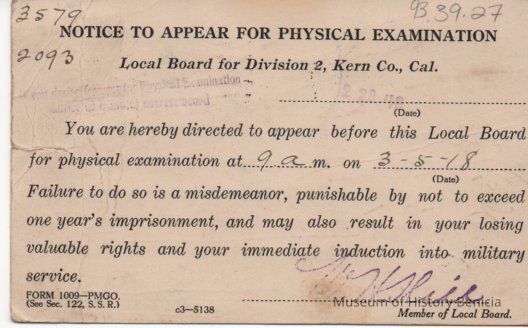 3579
93.39.27
NOTICE TO APPEAR FOR PHYSICAL EXAMINATION
2093
Local Board for Division 2, Kern Co., Cal.
Physical Examination
(Date)
You are hereby directed to appear before this Local Board
for physical examination at 9 a m. on 3-5-18
(Date)
Failure to do so is a misdemeanor, punishable by not to exceed
one year's imprisonment, and may also result in your losing
valuable rights and your immediate induction into military
service.
FORM 1009—PMGO.
(See Sec. 122, S. S. R.)
c3—5138
Museum of History Benicia
Member of Local Board.